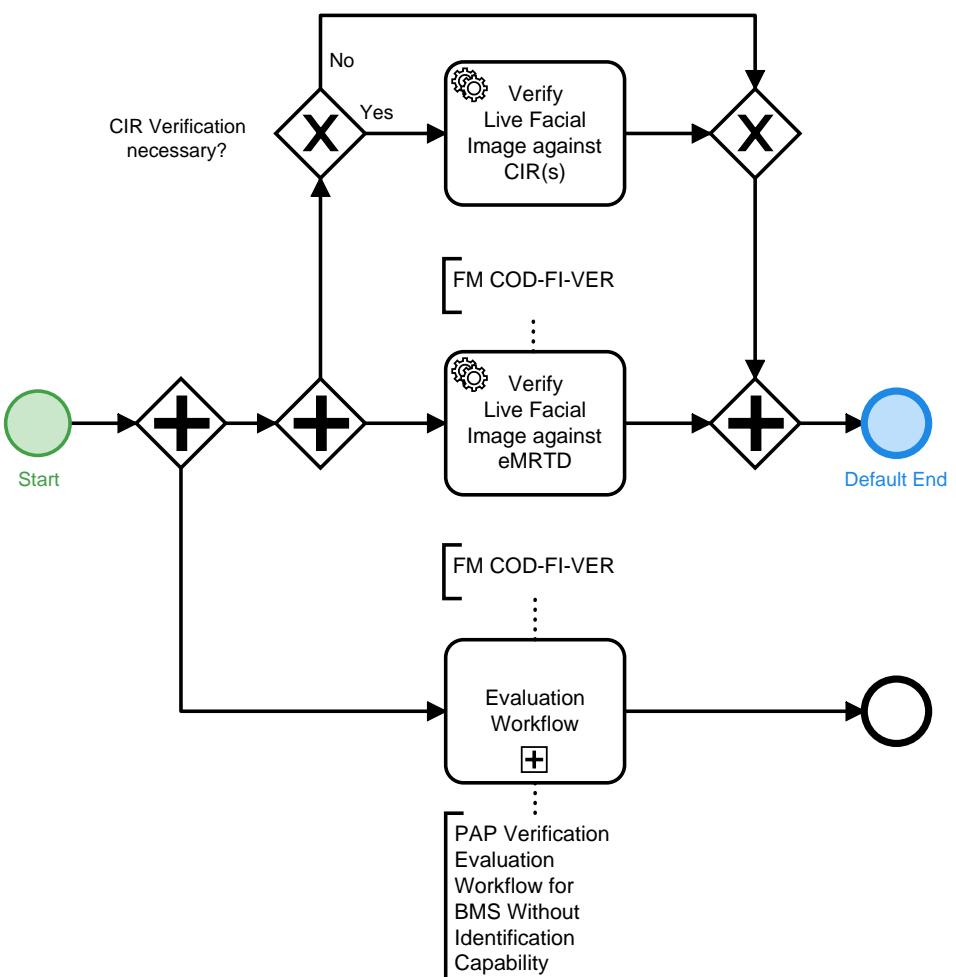 No
Yes
CIR Verification
necessary?
Verify
Live Facial
Image against
CIR(s)
FM COD-FI-VER
Verify
Live Facial
Image against
eMRTD
Start
Default End
FM COD-FI-VER
Evaluation
Workflow
PAP Verification
Evaluation
Workflow for
BMS Without
Identification
Capability